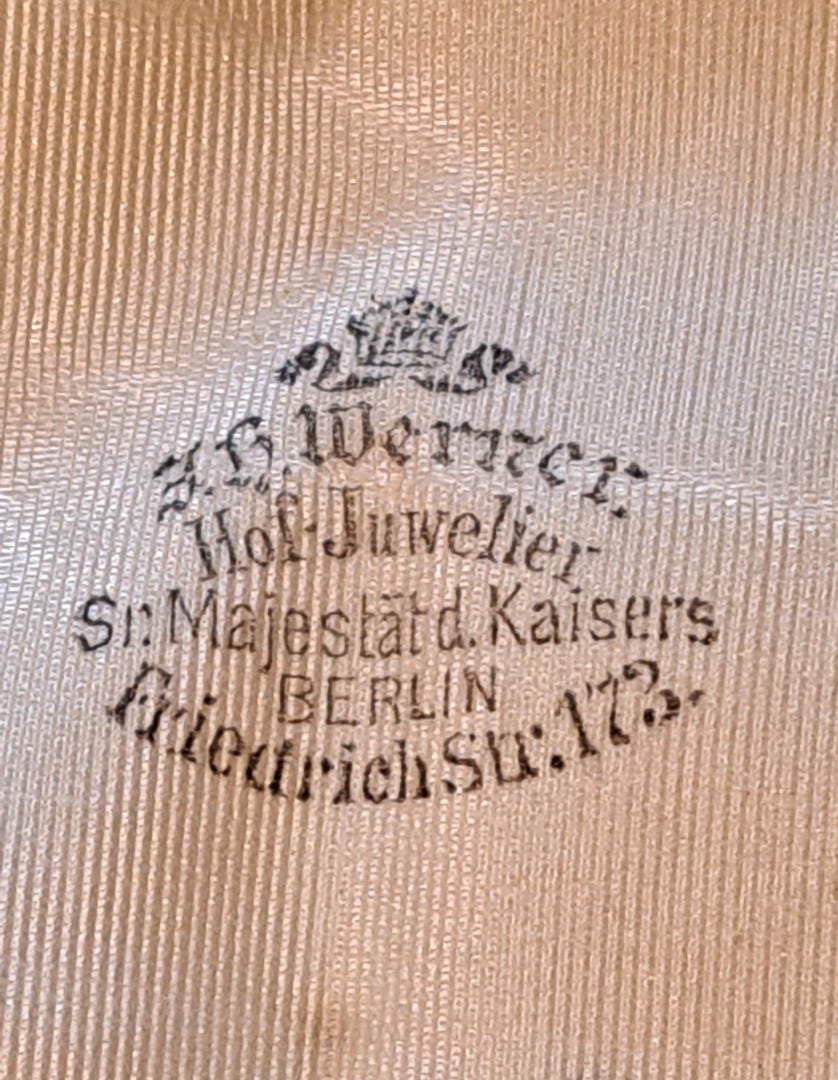 J.H. Werner.
Hof-Juwelier
Sr. Majestät d. Kaisers
BERLIN
Friedrich Str. 173.